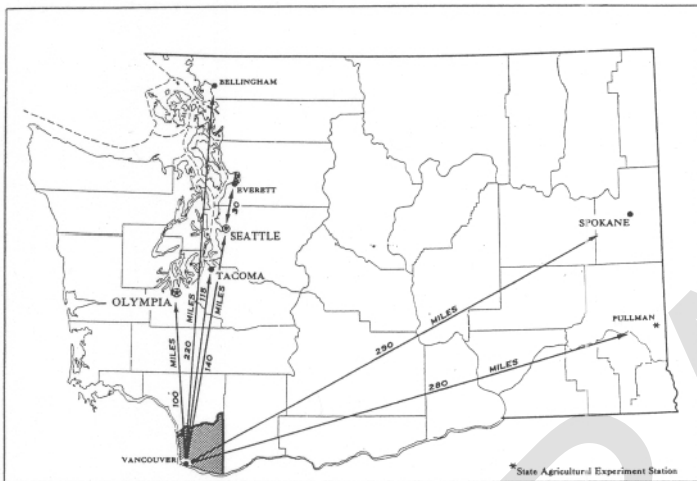 BELLINGHAM
EVERETT
30
SEATTLE
SPOKANE
TACOMA
OLYMPIA
PULLMAN*
MILES
100
MILES
220
MILES
115
MILES
140
290
MILES
280
MILES
VANCOUVER
*State Agricultural Experiment Station